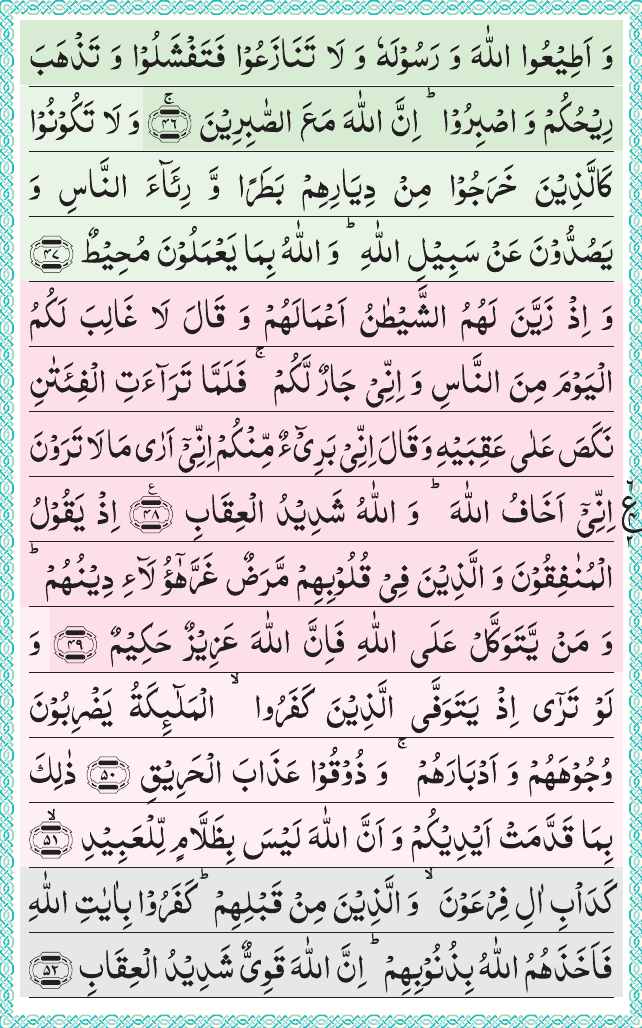 وَ اَطِیۡعُوا اللّٰہَ وَ رَسُوۡلَہٗ وَ لَا تَنَازَعُوۡا فَتَفۡشَلُوۡا وَ تَذۡہَبَ
رِیۡحُکُمۡ وَ اصۡبِرُوۡا ؕ اِنَّ اللّٰہَ مَعَ الصّٰبِرِیۡنَ ﴿ۚ۴۶﴾ وَ لَا تَکُوۡنُوۡا
کَالَّذِیۡنَ خَرَجُوۡا مِنۡ دِیَارِہِمۡ بَطَرًا وَّ رِئَآءَ النَّاسِ وَ
یَصُدُّوۡنَ عَنۡ سَبِیۡلِ اللّٰہِ ؕ وَ اللّٰہُ بِمَا یَعۡمَلُوۡنَ مُحِیۡطٌ ﴿۴۷﴾
وَ اِذۡ زَیَّنَ لَہُمُ الشَّیۡطٰنُ اَعۡمَالَہُمۡ وَ قَالَ لَا غَالِبَ لَکُمُ
الۡیَوۡمَ مِنَ النَّاسِ وَ اِنِّیۡ جَارٌ لَّکُمۡ ۚ فَلَمَّا تَرَآءَتِ الۡفِئَتٰنِ
نَکَصَ عَلٰی عَقِبَیۡہِ وَ قَالَ اِنِّیۡ بَرِیۡٓءٌ مِّنۡکُمۡ اِنِّیۡۤ اَرٰی مَا لَا تَرَوۡنَ
اِنِّیۡۤ اَخَافُ اللّٰہَ ؕ وَ اللّٰہُ شَدِیۡدُ الۡعِقَابِ ﴿٪۴۸﴾ اِذۡ یَقُوۡلُ
الۡمُنٰفِقُوۡنَ وَ الَّذِیۡنَ فِیۡ قُلُوۡبِہِمۡ مَّرَضٌ غَرَّہٰۤؤُ لَآءِ دِیۡنُہُمۡ ؕ
وَ مَنۡ یَّتَوَکَّلۡ عَلَی اللّٰہِ فَاِنَّ اللّٰہَ عَزِیۡزٌ حَکِیۡمٌ ﴿۴۹﴾ وَ
لَوۡ تَرٰۤی اِذۡ یَتَوَفَّی الَّذِیۡنَ کَفَرُوا ۙ الۡمَلٰٓئِکَۃُ یَضۡرِبُوۡنَ
وُجُوۡہَہُمۡ وَ اَدۡبَارَہُمۡ ۚ وَ ذُوۡقُوۡا عَذَابَ الۡحَرِیۡقِ ﴿۵۰﴾ ذٰلِکَ
بِمَا قَدَّمَتۡ اَیۡدِیۡکُمۡ وَ اَنَّ اللّٰہَ لَیۡسَ بِظَلَّامٍ لِّلۡعَبِیۡدِ ﴿ۙ۵۱﴾
کَدَاۡبِ اٰلِ فِرۡعَوۡنَ ۙ وَ الَّذِیۡنَ مِنۡ قَبۡلِہِمۡ ؕ کَفَرُوۡا بِاٰیٰتِ اللّٰہِ
فَاَخَذَہُمُ اللّٰہُ بِذُنُوۡبِہِمۡ ؕ اِنَّ اللّٰہَ قَوِیٌّ شَدِیۡدُ الۡعِقَابِ ﴿۵۲﴾